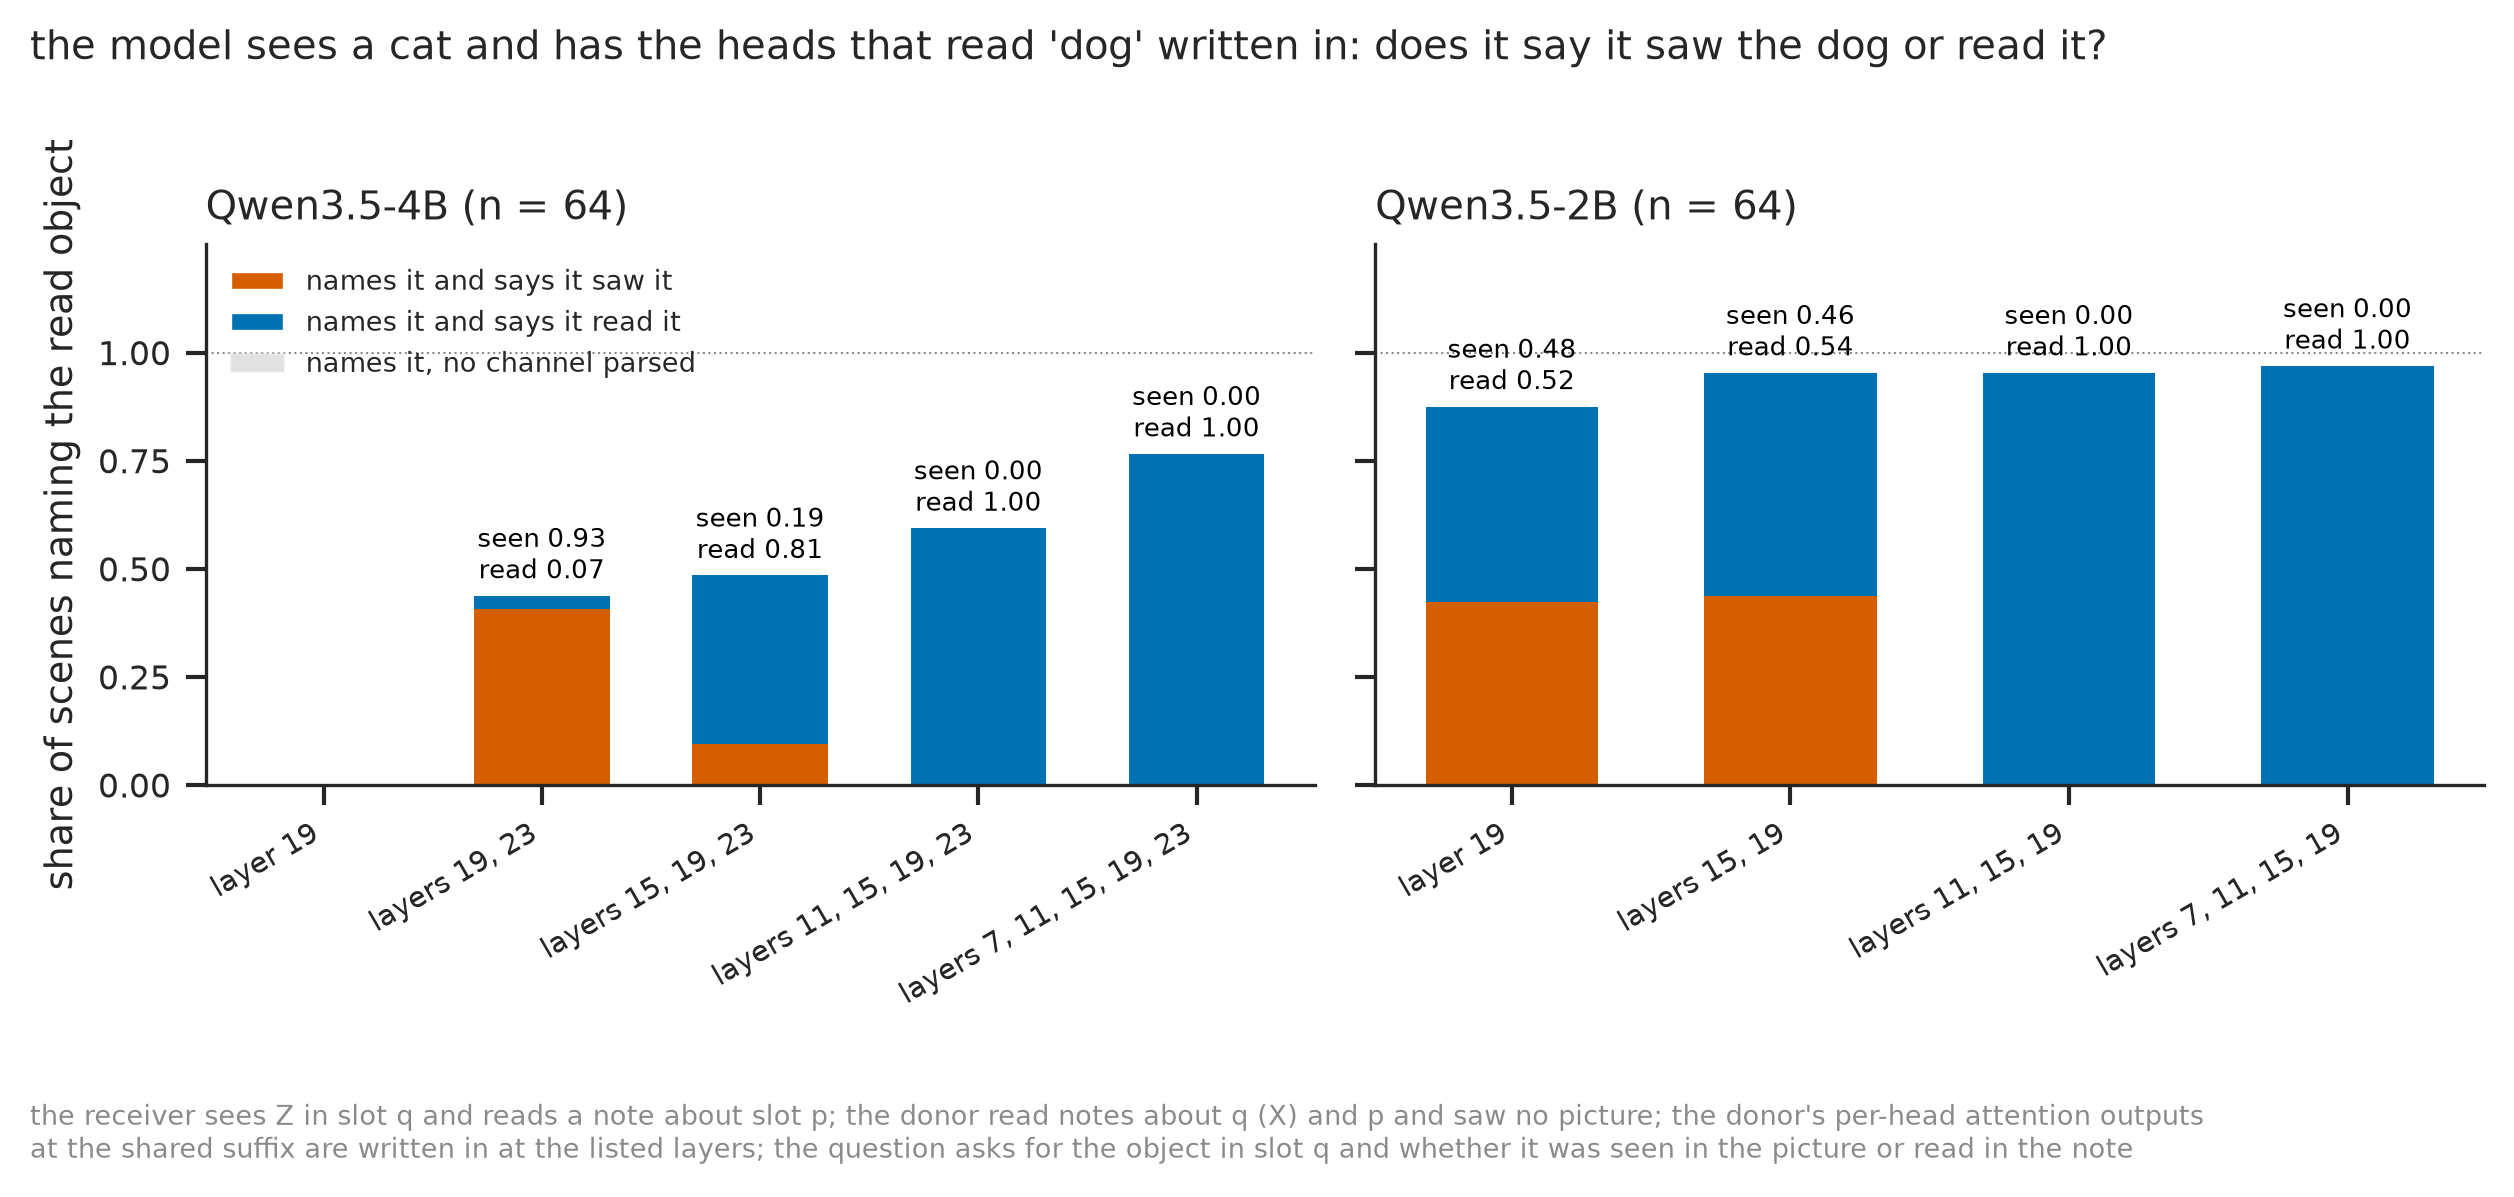 the model sees a cat and has the heads that read 'dog' written in: does it say it saw the dog or read it?
share of scenes naming the read object
Qwen3.5-4B (n = 64)
names it and says it saw it
names it and says it read it
names it, no channel parsed
1.00
0.75
0.50
0.25
0.00
seen 0.93
read 0.07
seen 0.19
read 0.81
seen 0.00
read 1.00
seen 0.00
read 1.00
layer 19
layers 19, 23
layers 15, 19, 23
layers 11, 15, 19, 23
layers 7, 11, 15, 19, 23
Qwen3.5-2B (n = 64)
seen 0.48
read 0.52
seen 0.46
read 0.54
seen 0.00
read 1.00
seen 0.00
read 1.00
layer 19
layers 15, 19
layers 11, 15, 19
layers 7, 11, 15, 19
the receiver sees Z in slot q and reads a note about slot p; the donor read notes about q (X) and p and saw no picture; the donor's per-head attention outputs
at the shared suffix are written in at the listed layers; the question asks for the object in slot q and whether it was seen in the picture or read in the note